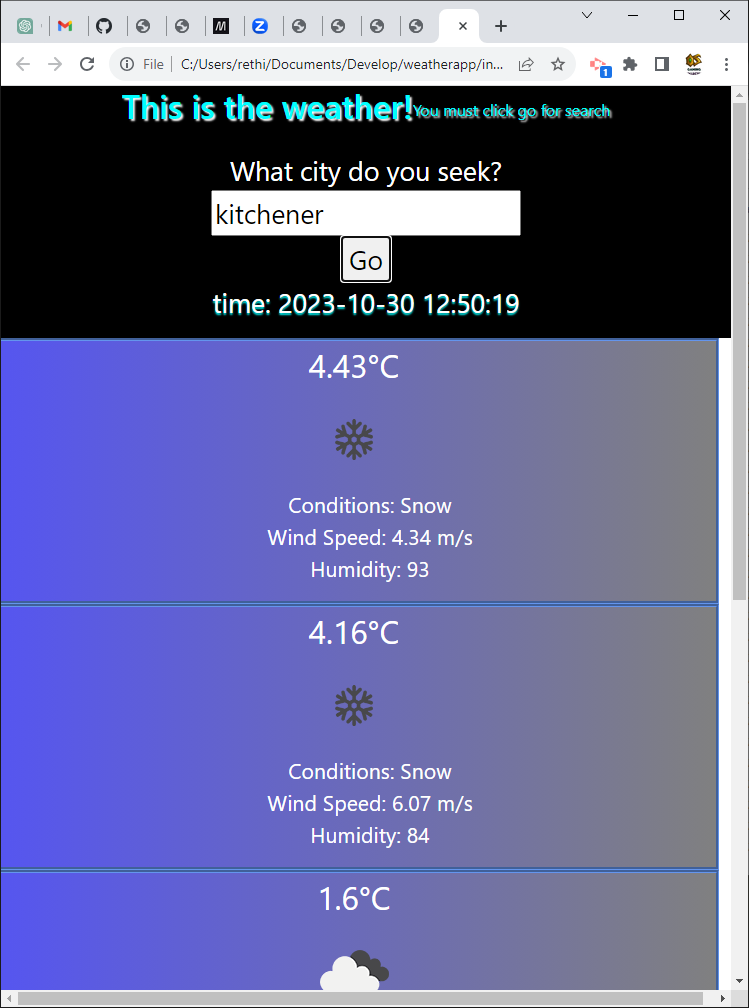 File | C:/Users/rethi/Documents/Develop/weatherapp/in...
1
This is the weather! You must click go for search
What city do you seek?
kitchener
Go
time: 2023-10-30 12:50:19
4.43°C
Conditions: Snow
Wind Speed: 4.34 m/s
Humidity: 93
4.16°C
Conditions: Snow
Wind Speed: 6.07 m/s
Humidity: 84
1.6°C